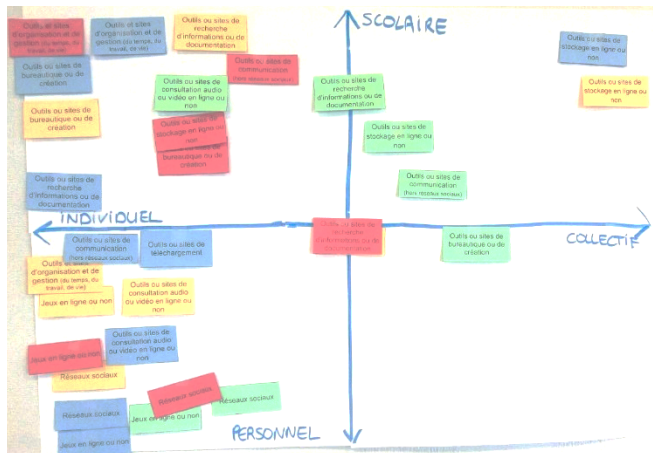 SCOLAIRE
Outils et sites
d'organisation et de
gestion (du temps, du
travail, de vie)
Outils ou sites
d'organisation et de
gestion (du temps, du
travail, de vie)
Outils ou sites de
recherche
d'informations ou de
documentation
Outils ou sites de
communication
(hors réseaux sociaux)
Outils ou sites de
stockage en ligne ou
non
Outils ou sites de
bureautique ou de
création
Outils ou sites de
consultation audio
ou vidéo en ligne ou
non
Outils ou sites de
recherche
d'informations ou de
documentation
Outils ou sites de stockage en ligne ou non
Outils ou sites de
bureautique ou de
création
Outils ou sites de
stockage en ligne ou
non
bureautique ou de
création
Outils ou sites de
stockage en ligne ou
non
Outils ou sites de
recherche
d'informations ou de
documentation
Outils ou sites de
communication
(hors réseaux sociaux)
INDIVIDUEL
COLLECTIF
Outils ou sites de
recherche
d'informations ou de
documentation
Outils ou sites de
communication
(hors réseaux sociaux)
Outils ou sites de
téléchargement
Outils ou sites de
bureautique ou de
création
Outils et sites
d'organisation et de
gestion (du temps, du
travail, de vie)
Jeux en ligne ou non
Outils ou sites de
consultation audio
ou vidéo en ligne ou
non
Jeux en ligne ou non
Outils ou sites de
consultation audio
ou vidéo en ligne ou
non
Réseaux sociaux
Réseaux sociaux
Réseaux sociaux
Réseaux sociaux
Jeux en ligne ou non
Jeux en ligne ou non
PERSONNEL